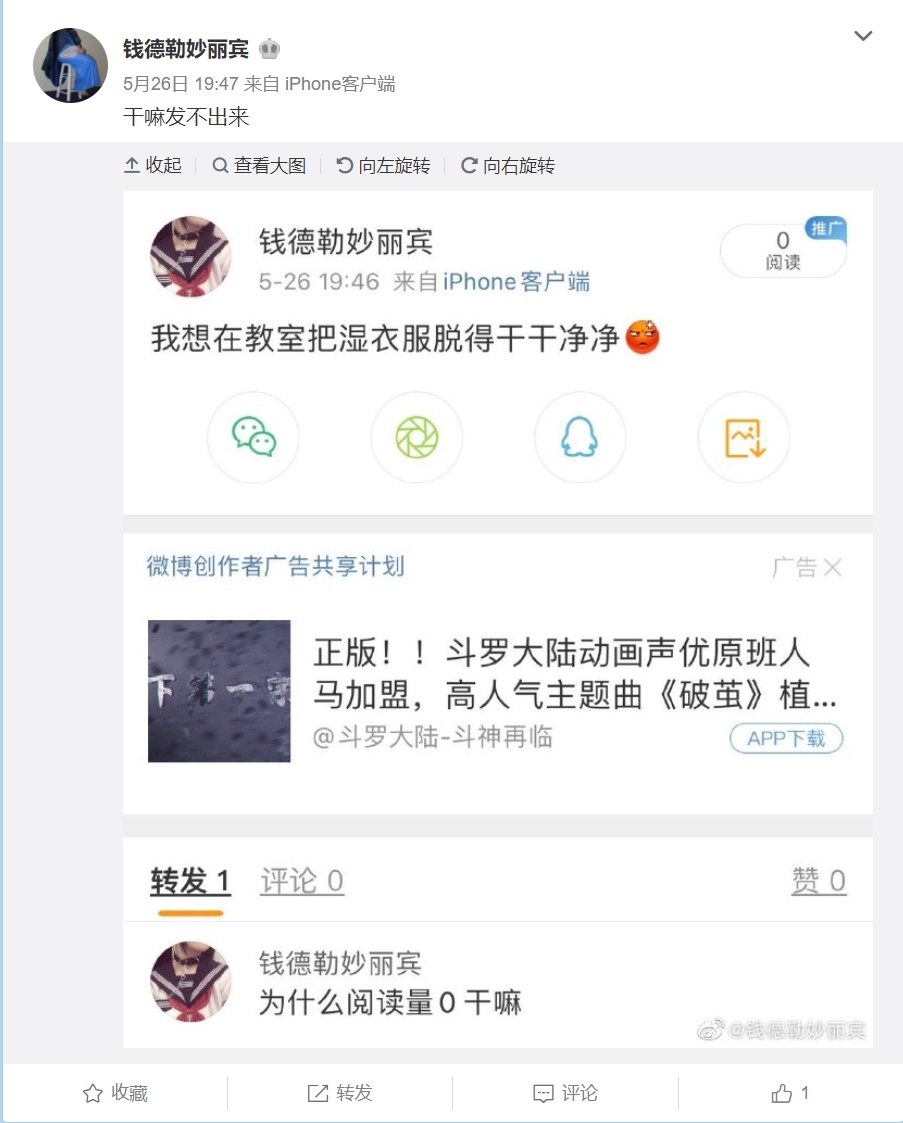 钱德勒妙丽宾
5月26日 19:47 来自 iPhone客户端
干嘛发不出来
收起 查看大图 向左旋转 向右旋转
钱德勒妙丽宾
0 推广
5-26 19:46 来自iPhone客户端
阅读
我想在教室把湿衣服脱得干干净净
微博创作者广告共享计划
广告
下第一宗
正版！！斗罗大陆动画声优原班人
马加盟，高人气主题曲《破茧》植...
@斗罗大陆-斗神再临
APP下载
转发 1 评论 0 赞 0
钱德勒妙丽宾
为什么阅读量0 干嘛
@钱德勒妙丽宾
收藏 转发 评论 1